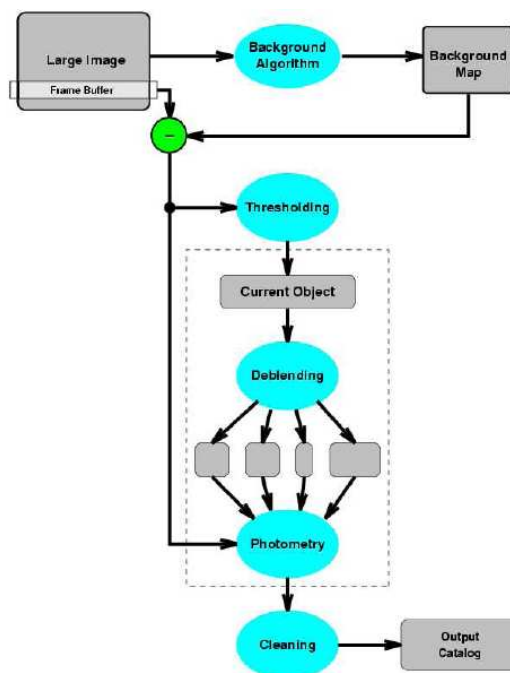 Large Image
Frame Buffer
Background
Algorithm
Background
Map
–
Thresholding
Current Object
Deblending
Photometry
Cleaning
Output
Catalog